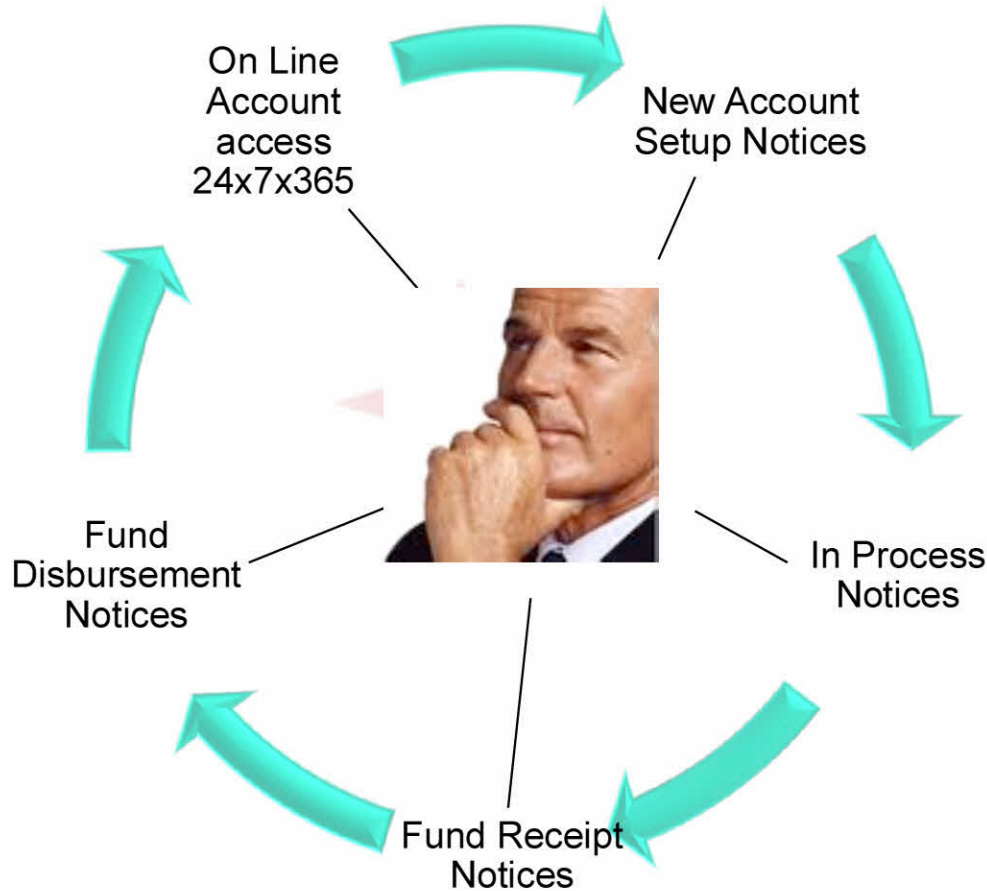 On Line
Account
access
24x7x365
New Account
Setup Notices
In Process
Notices
Fund Receipt
Notices
Fund
Disbursement
Notices